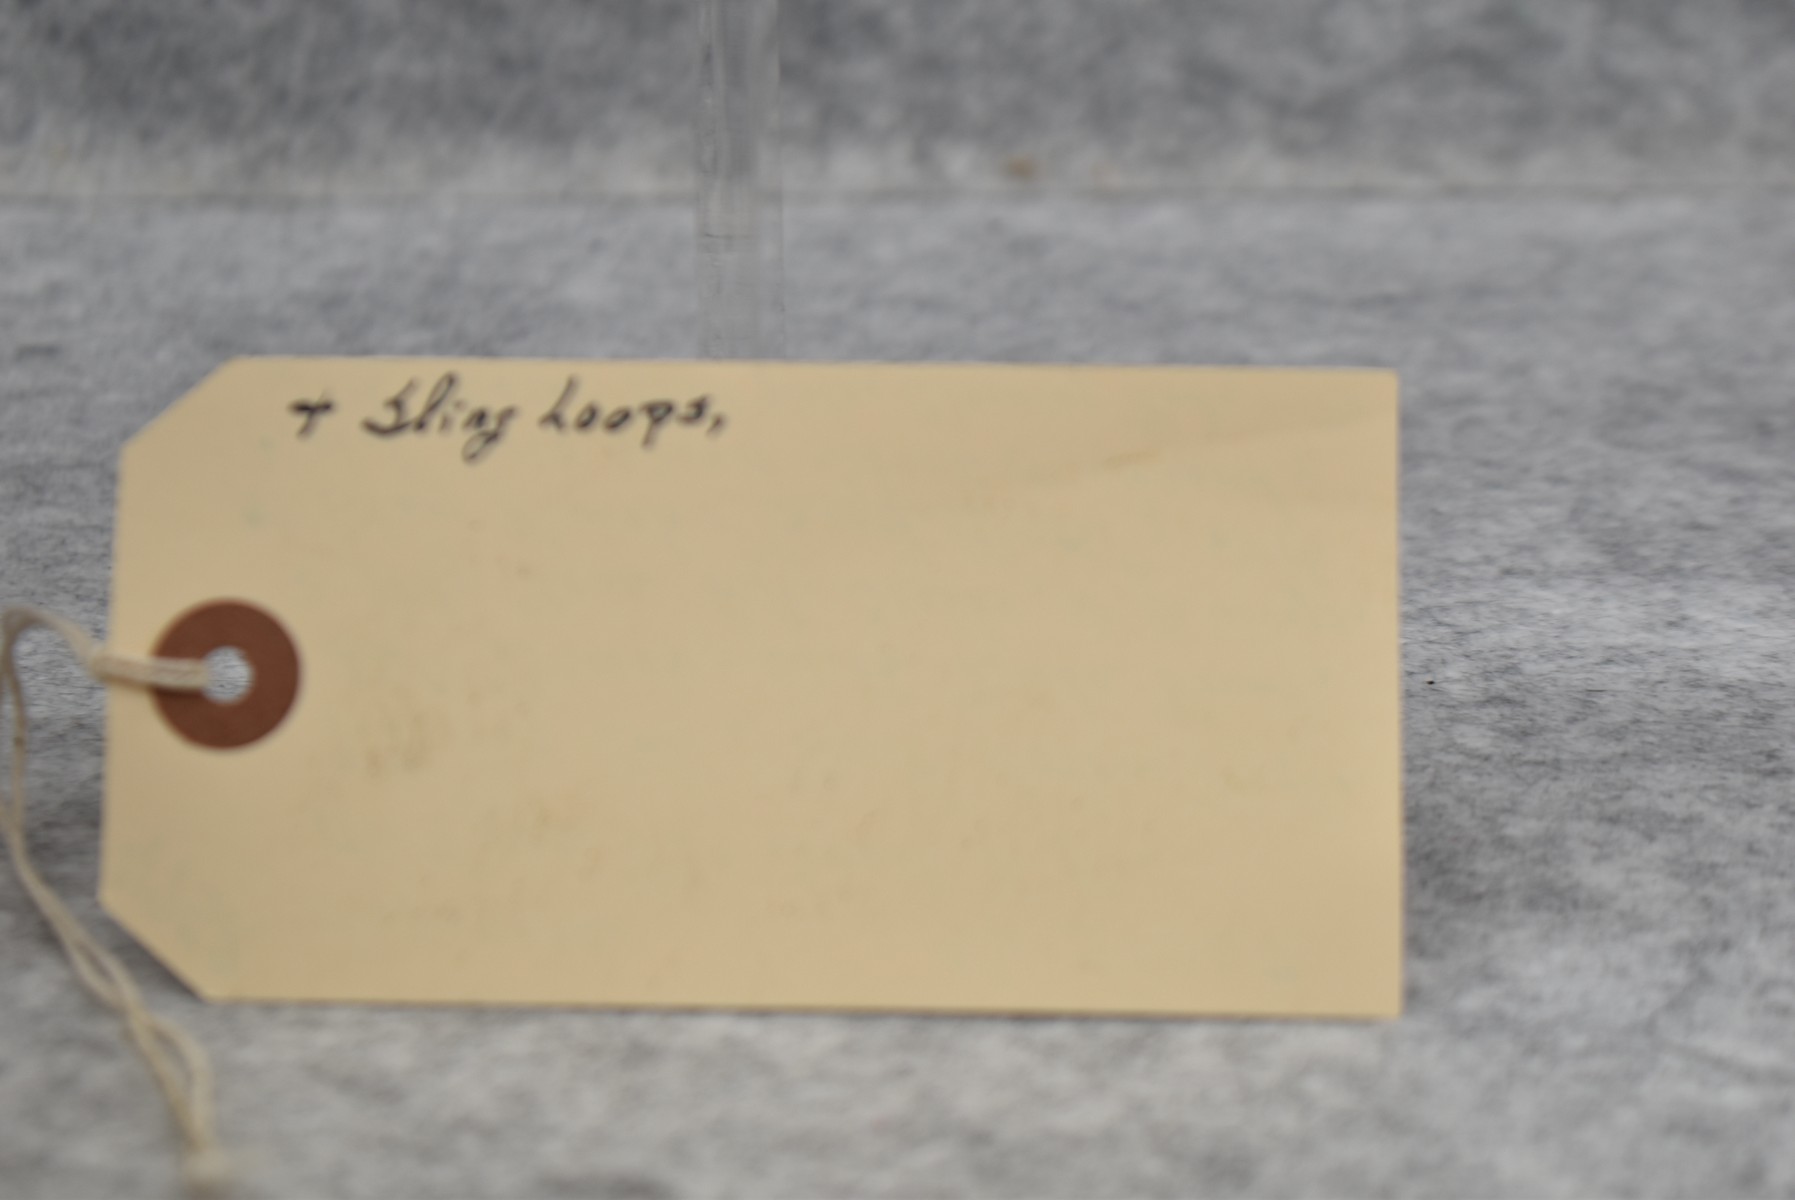 + Sling Loops,